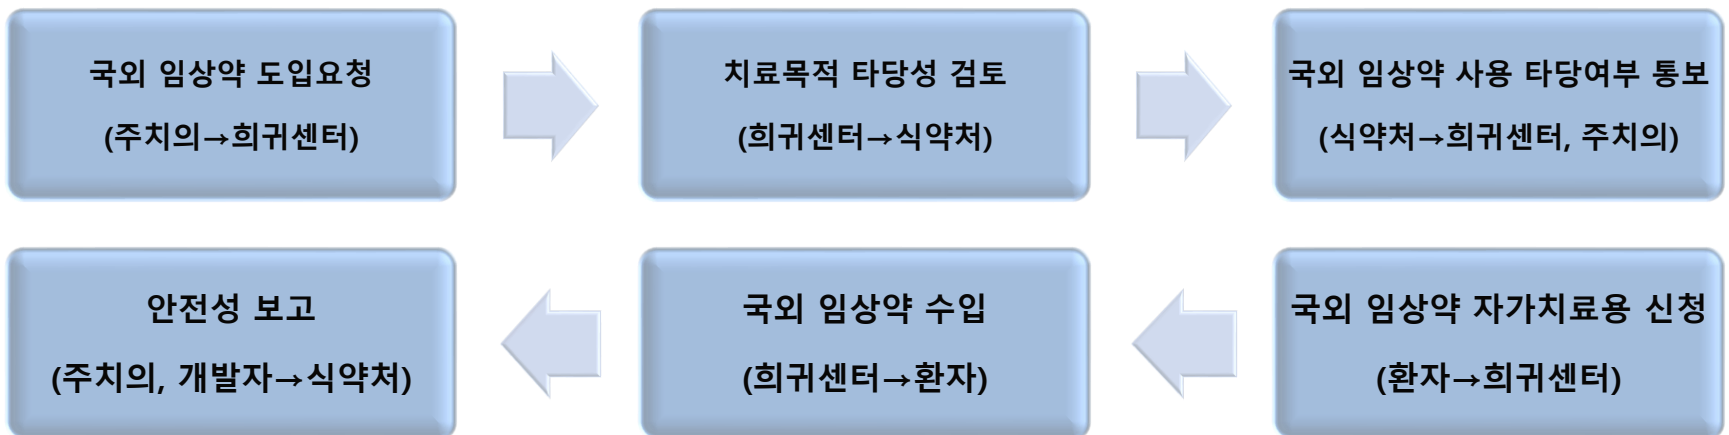 국외 임상약 도입요청
(주치의→희귀센터)
치료목적 타당성 검토
(희귀센터→식약처)
국외 임상약 사용 타당여부 통보
(식약처→희귀센터, 주치의)
국외 임상약 자가치료용 신청
(환자→희귀센터)
국외 임상약 수입
(희귀센터→환자)
안전성 보고
(주치의, 개발자→식약처)